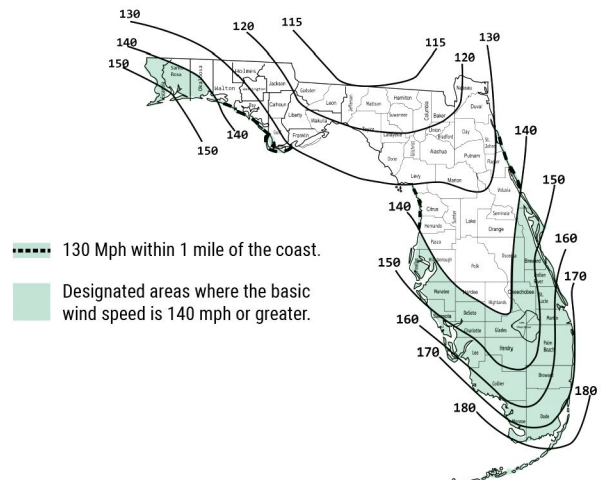 115
130
120
115
130
140
120
150
Santa
Rosa
Okaloosa
Holmes
Walton
Washington
Jackson
Bay
Calhoun
Gadsden
Leon
Liberty
Wakulla
Franklin
Jefferson
Madison
Hamilton
Suwannee
Columbia
Baker
Nassau
Duval
Lafayette
Union
Bradford
Clay
St. Johns
Dixie
Alachua
Putnam
Flagler
Levy
Marion
Volusia
150
140
140
150
140
Citrus
Sumter
Lake
Seminole
Hernando
Orange
Pasco
160
130 Mph within 1 mile of the coast.
150
Hillsborough
Polk
Osceola
Brevard
Indian
River
170
Designated areas where the basic
wind speed is 140 mph or greater.
Manatee
Hardee
Highlands
Okeechobee
St.
Lucie
Sarasota
DeSoto
Martin
160
Charlotte
Glades
170
Lee
Hendry
Palm
Beach
Collier
Broward
180
180
Monroe
Dade